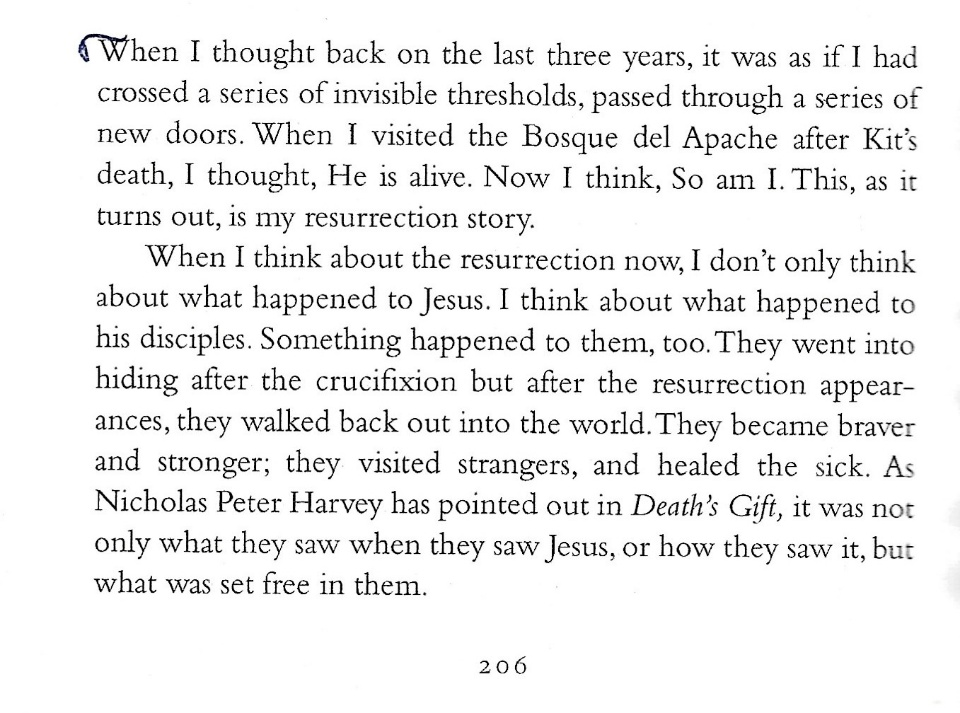 When I thought back on the last three years, it was as if I had
crossed a series of invisible thresholds, passed through a series of
new doors. When I visited the Bosque del Apache after Kit's
death, I thought, He is alive. Now I think, So am I. This, as it
turns out, is my resurrection story.
When I think about the resurrection now, I don't only think
about what happened to Jesus. I think about what happened to
his disciples. Something happened to them, too. They went into
hiding after the crucifixion but after the resurrection appear-
ances, they walked back out into the world. They became braver
and stronger; they visited strangers, and healed the sick. As
Nicholas Peter Harvey has pointed out in Death's Gift, it was not
only what they saw when they saw Jesus, or how they saw it, but
what was set free in them.
206